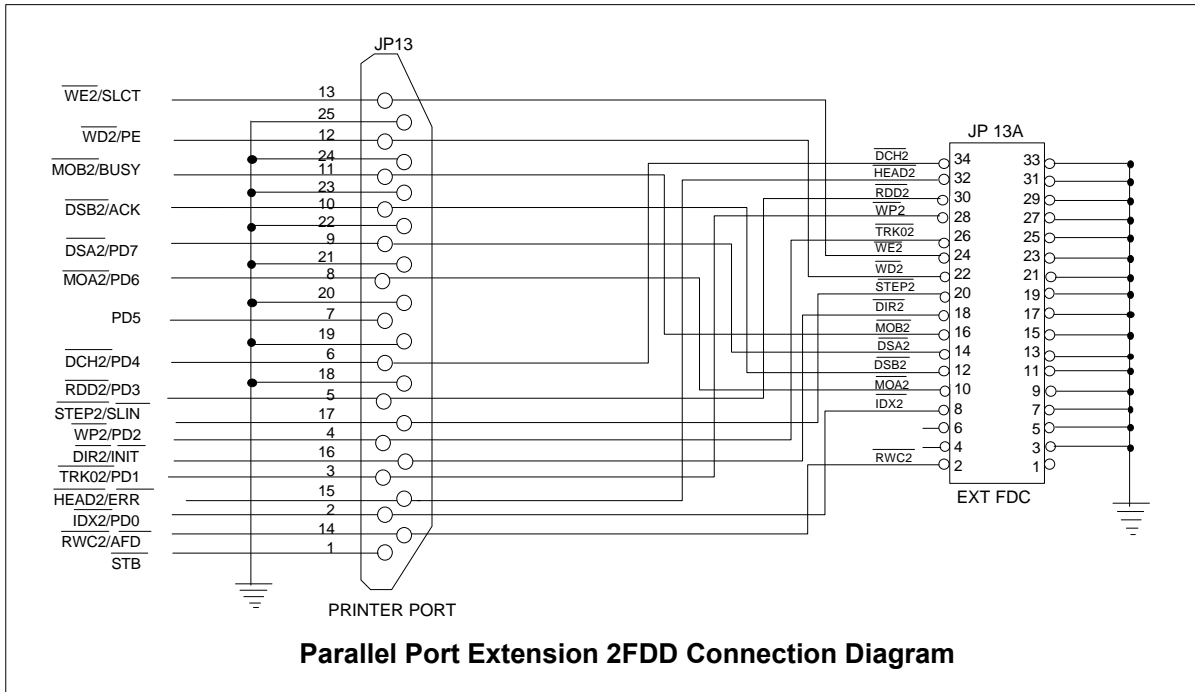 JP13
WE2/SLCT
13
25
WD2/PE
12
24
MOB2/BUSY
11
23
DSB2/ACK
10
22
DSA2/PD7
9
21
MOA2/PD6
8
20
PD5
7
19
DCH2/PD4
6
18
RDD2/PD3
5
STEP2/SLIN
17
WP2/PD2
4
DIR2/INIT
16
TRK02/PD1
3
HEAD2/ERR
15
IDX2/PD0
2
RWC2/AFD
14
STB
1
PRINTER PORT
JP 13A
DCH2 34 33
HEAD2 32 31
RDD2 30 29
WP2 28 27
TRK02 26 25
WE2 24 23
WD2 22 21
STEP2 20 19
DIR2 18 17
MOB2 16 15
DSA2 14 13
DSB2 12 11
MOA2 10 9
IDX2 8 7
6 5
4 3
RWC2 2 1
EXT FDC
Parallel Port Extension 2FDD Connection Diagram